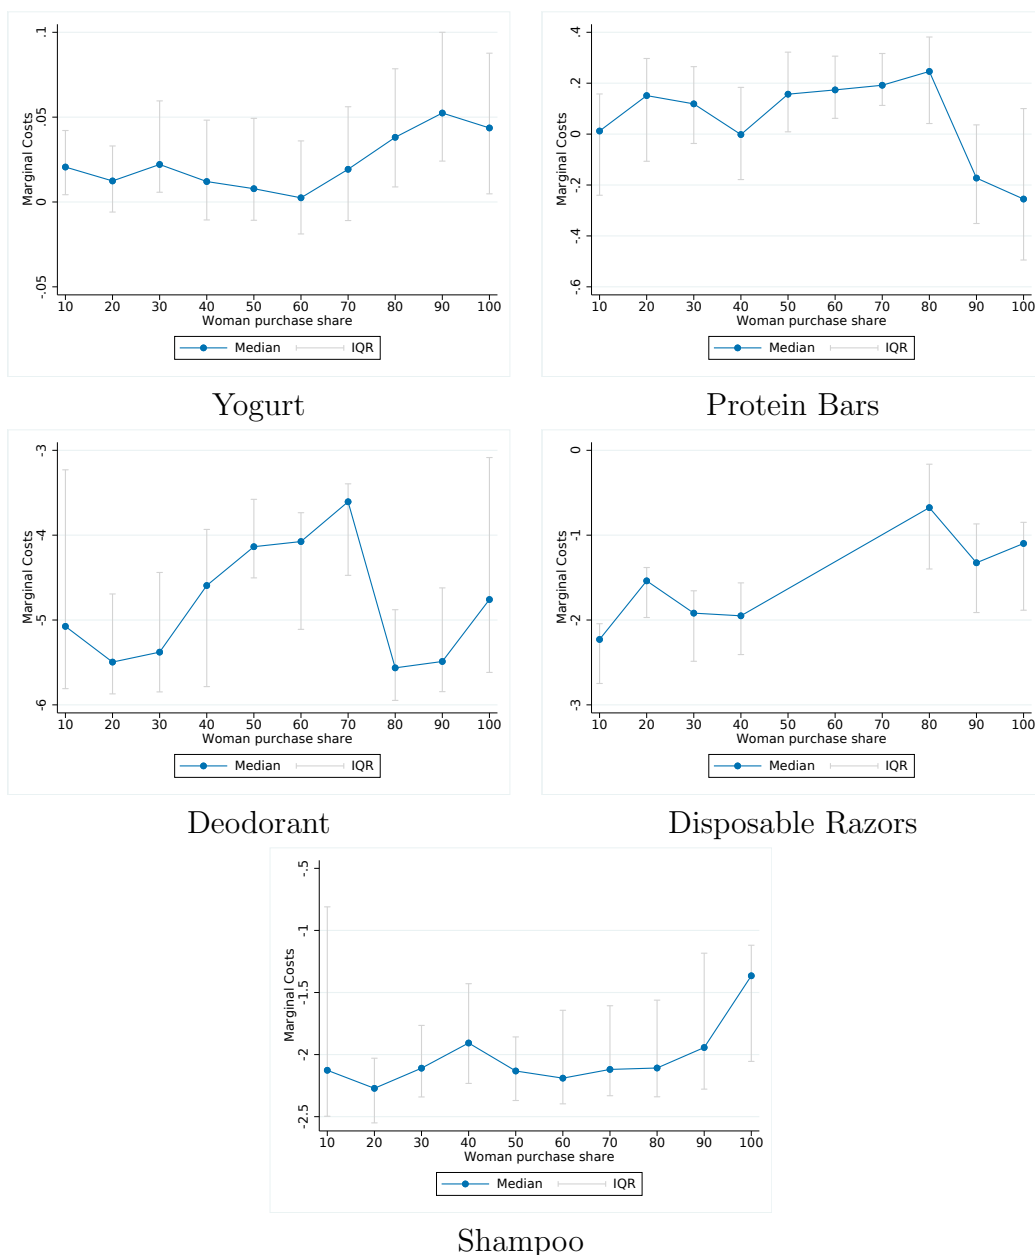 .1
.05
0
-.05
Marginal Costs
10 20 30 40 50 60 70 80 90 100
Woman purchase share
Median IQR
Yogurt
.4
.2
0
-.2
-.4
-.6
Marginal Costs
10 20 30 40 50 60 70 80 90 100
Woman purchase share
Median IQR
Protein Bars
-3
-4
-5
-6
Marginal Costs
10 20 30 40 50 60 70 80 90 100
Woman purchase share
Median IQR
Deodorant
0
-1
-2
-3
Marginal Costs
10 20 30 40 50 60 70 80 90 100
Woman purchase share
Median IQR
Disposable Razors
-.5
-1
-1.5
-2
-2.5
Marginal Costs
10 20 30 40 50 60 70 80 90 100
Woman purchase share
Median IQR
Shampoo